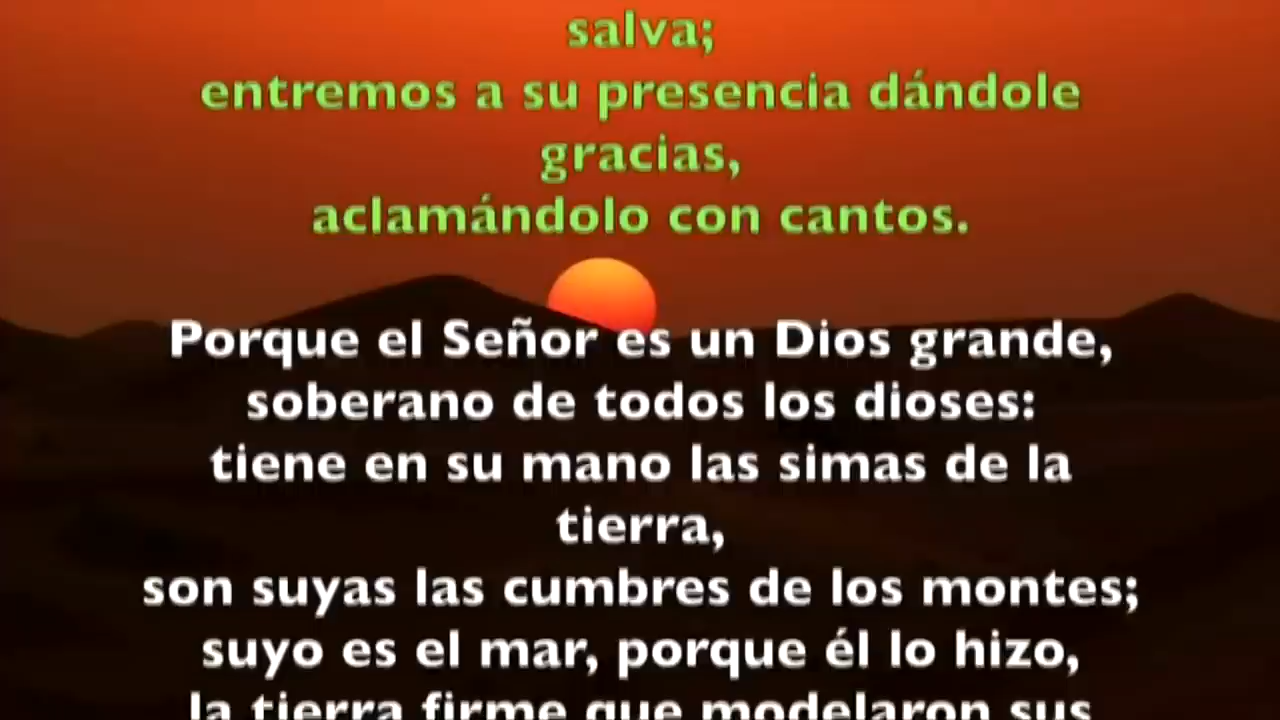 salva;
entremos a su presencia dándole
gracias,
aclamándolo con cantos.
Porque el Señor es un Dios grande,
soberano de todos los dioses:
tiene en su mano las simas de la
tierra,
son suyas las cumbres de los montes;
suyo es el mar, porque él lo hizo,
la tierra firme que modelaron sus